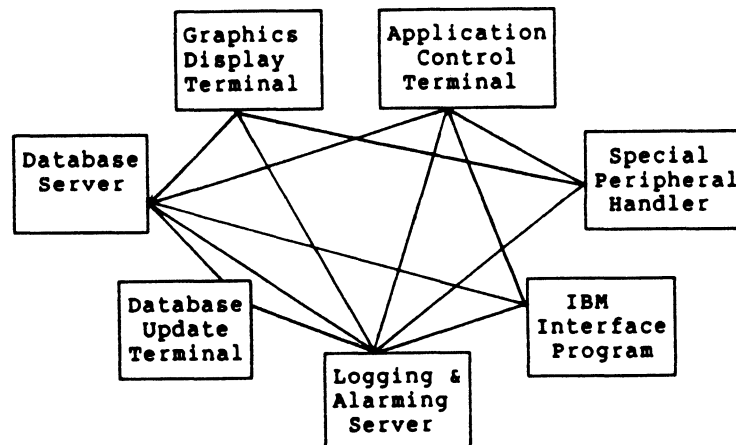 Graphics
Display
Terminal
Application
Control
Terminal
Database
Server
Special
Peripheral
Handler
Database
Update
Terminal
IBM
Interface
Program
Logging &
Alarming
Server